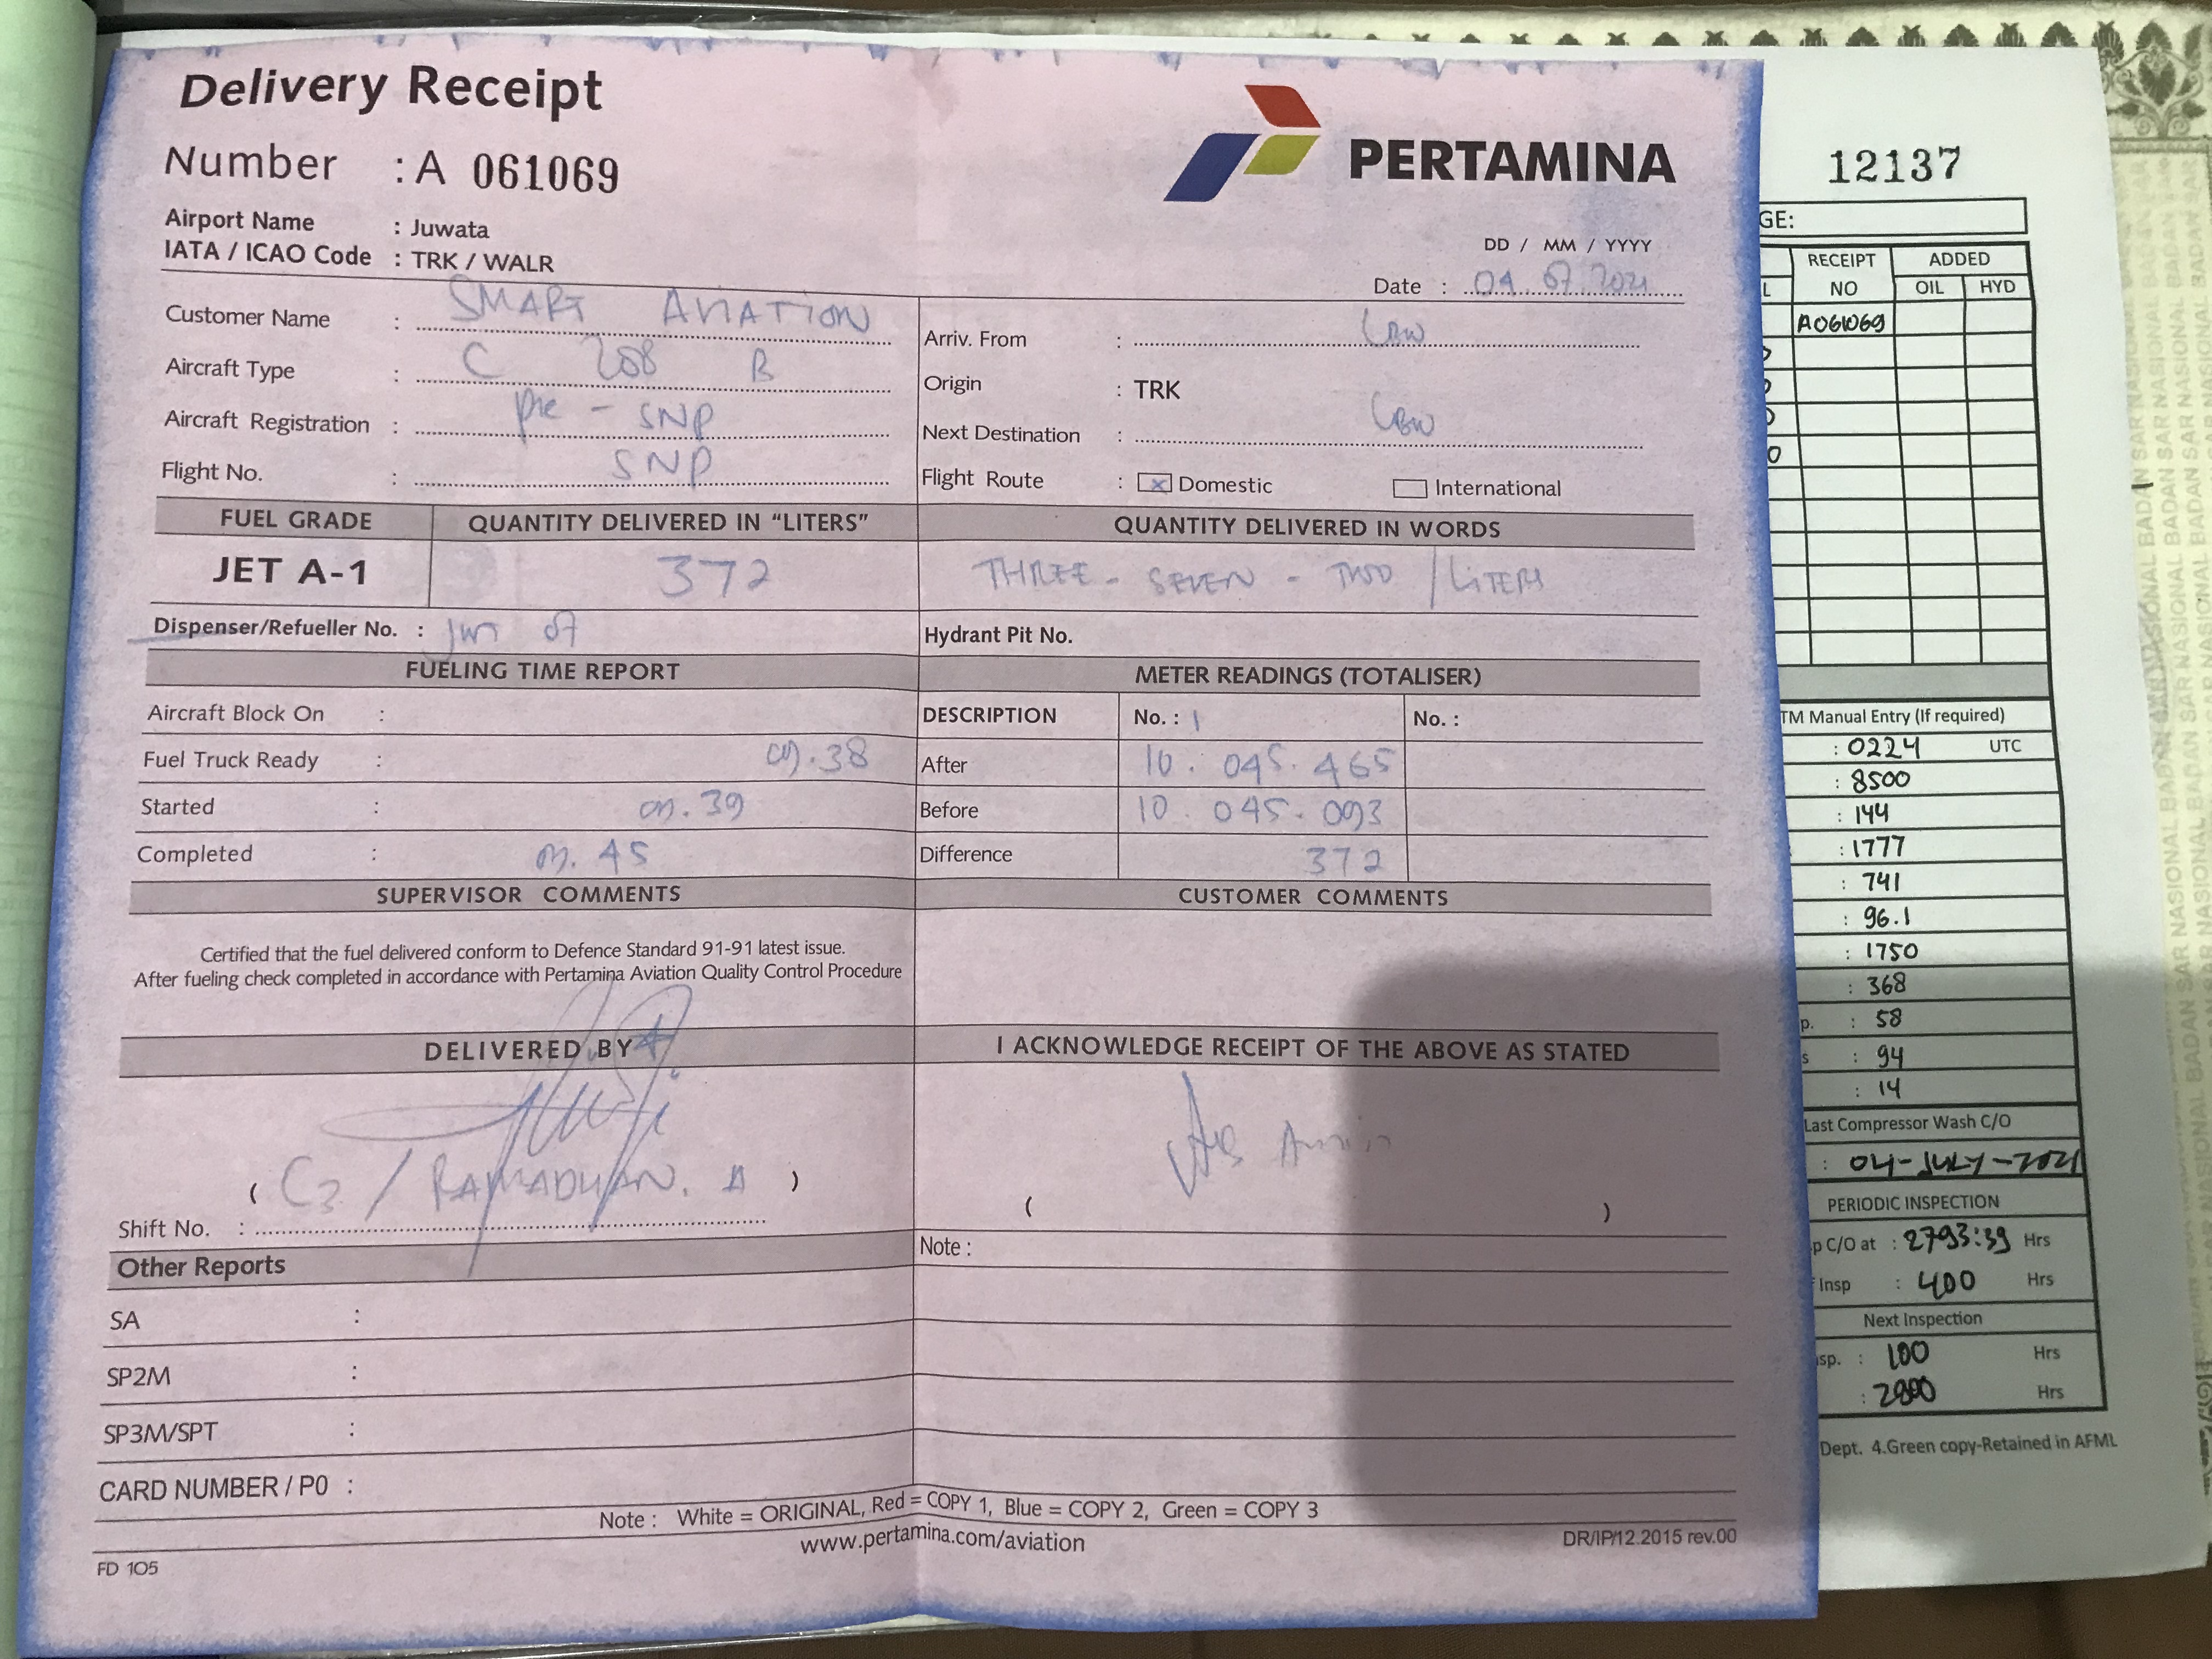 Delivery Receipt
Number : A 061069
PERTAMINA
Airport Name : Juwata
IATA / ICAO Code : TRK / WALR
DD / MM / YYYY
Date : 04.07.2021
Customer Name : SMART AVIATION
Aircraft Type : C 208 B
Aircraft Registration : PK - SNP
Flight No. : SNP
Arriv. From : LBW
Origin : TRK
Next Destination : LBW
Flight Route : x Domestic International
FUEL GRADE QUANTITY DELIVERED IN "LITERS" QUANTITY DELIVERED IN WORDS
JET A-1 372 THREE - SEVEN - TWO / LITERS
Dispenser/Refueller No. : 07 Hydrant Pit No.
FUELING TIME REPORT
Aircraft Block On :
Fuel Truck Ready : 09.38
Started : 09.39
Completed : 09.45
METER READINGS (TOTALISER)
DESCRIPTION No. : 1 No. :
After 10.045.465
Before 10.045.093
Difference 372
SUPERVISOR COMMENTS
Certified that the fuel delivered conform to Defence Standard 91-91 latest issue.
After fueling check completed in accordance with Pertamina Aviation Quality Control Procedure
CUSTOMER COMMENTS
DELIVERED BY
( C3 / RAMADHAN. A )
Shift No. :
I ACKNOWLEDGE RECEIPT OF THE ABOVE AS STATED
( )
Other Reports
SA :
SP2M :
SP3M/SPT :
CARD NUMBER / P0 :
Note :
Note : White = ORIGINAL, Red = COPY 1, Blue = COPY 2, Green = COPY 3
www.pertamina.com/aviation
FD 105
DR/IP/12.2015 rev.00
12137
GE:
RECEIPT NO ADDED
OIL HYD
A061069
TM Manual Entry (If required)
: 0224 UTC
: 8500
: 144
: 1777
: 741
: 96.1
: 1750
: 368
p. : 58
s : 94
: 14
Last Compressor Wash C/O
: 04-JULY-2021
PERIODIC INSPECTION
p C/O at : 2793:39 Hrs
Insp : 400 Hrs
Next Inspection
sp. : 100 Hrs
: 2800 Hrs
Dept. 4.Green copy-Retained in AFML
BADAN SAR NASIONAL